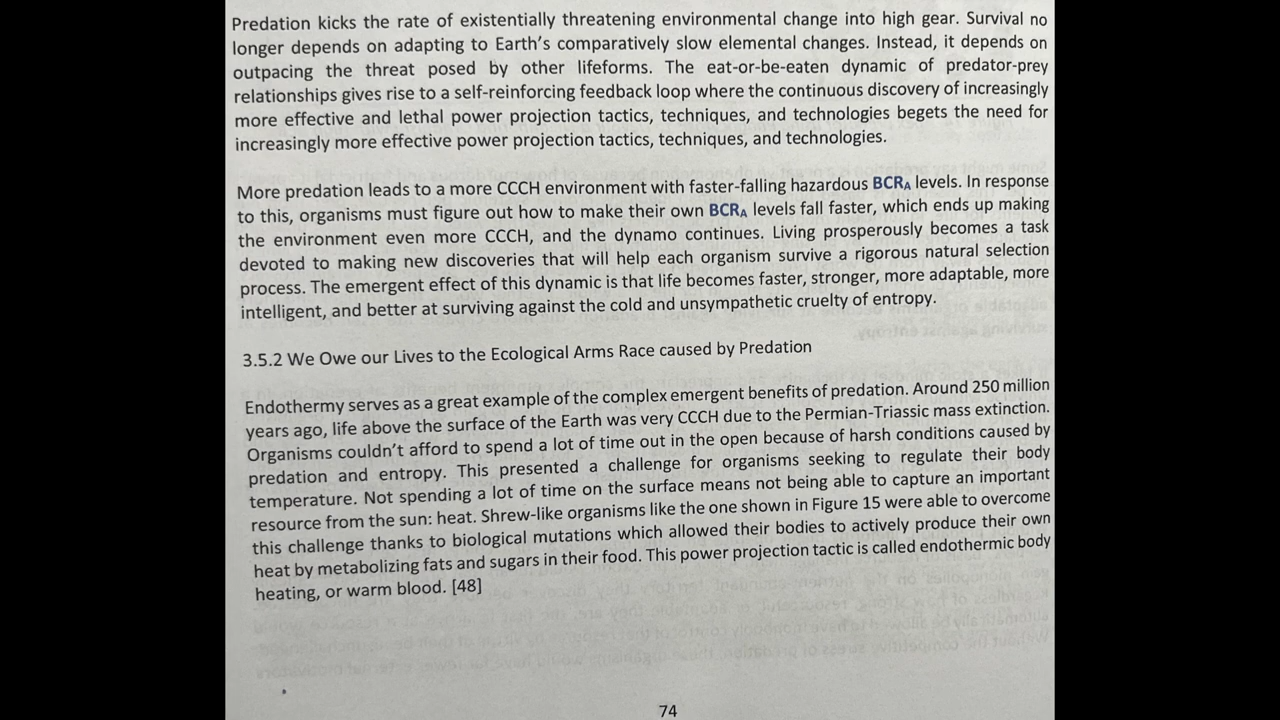 Predation kicks the rate of existentially threatening environmental change into high gear. Survival no
longer depends on adapting to Earth's comparatively slow elemental changes. Instead, it depends on
outpacing the threat posed by other lifeforms. The eat-or-be-eaten dynamic of predator-prey
relationships gives rise to a self-reinforcing feedback loop where the continuous discovery of increasingly
more effective and lethal power projection tactics, techniques, and technologies begets the need for
increasingly more effective power projection tactics, techniques, and technologies.
More predation leads to a more CCCH environment with faster-falling hazardous BCRA levels. In response
to this, organisms must figure out how to make their own BCRA levels fall faster, which ends up making
the environment even more CCCH, and the dynamo continues. Living prosperously becomes a task
devoted to making new discoveries that will help each organism survive a rigorous natural selection
process. The emergent effect of this dynamic is that life becomes faster, stronger, more adaptable, more
intelligent, and better at surviving against the cold and unsympathetic cruelty of entropy.
3.5.2 We Owe our Lives to the Ecological Arms Race caused by Predation
Endothermy serves as a great example of the complex emergent benefits of predation. Around 250 million
years ago, life above the surface of the Earth was very CCCH due to the Permian-Triassic mass extinction.
Organisms couldn't afford to spend a lot of time out in the open because of harsh conditions caused by
predation and entropy. This presented a challenge for organisms seeking to regulate their body
temperature. Not spending a lot of time on the surface means not being able to capture an important
resource from the sun: heat. Shrew-like organisms like the one shown in Figure 15 were able to overcome
this challenge thanks to biological mutations which allowed their bodies to actively produce their own
heat by metabolizing fats and sugars in their food. This power projection tactic is called endothermic body
heating, or warm blood. [48]
74